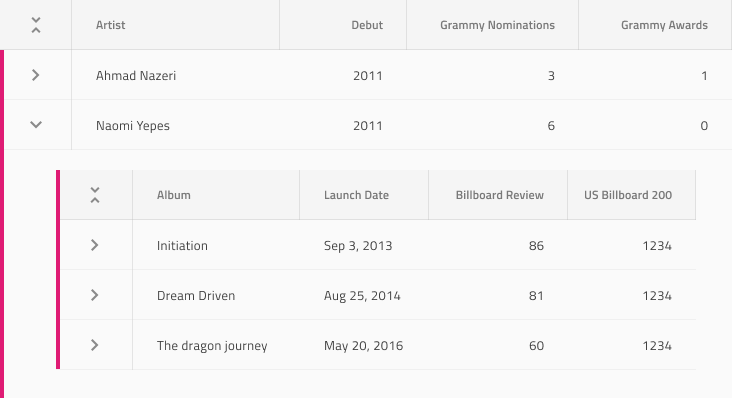 Artist Debut Grammy Nominations Grammy Awards
Ahmad Nazeri 2011 3 1
Naomi Yepes 2011 6 0
Album Launch Date Billboard Review US Billboard 200
Initiation Sep 3, 2013 86 1234
Dream Driven Aug 25, 2014 81 1234
The dragon journey May 20, 2016 60 1234